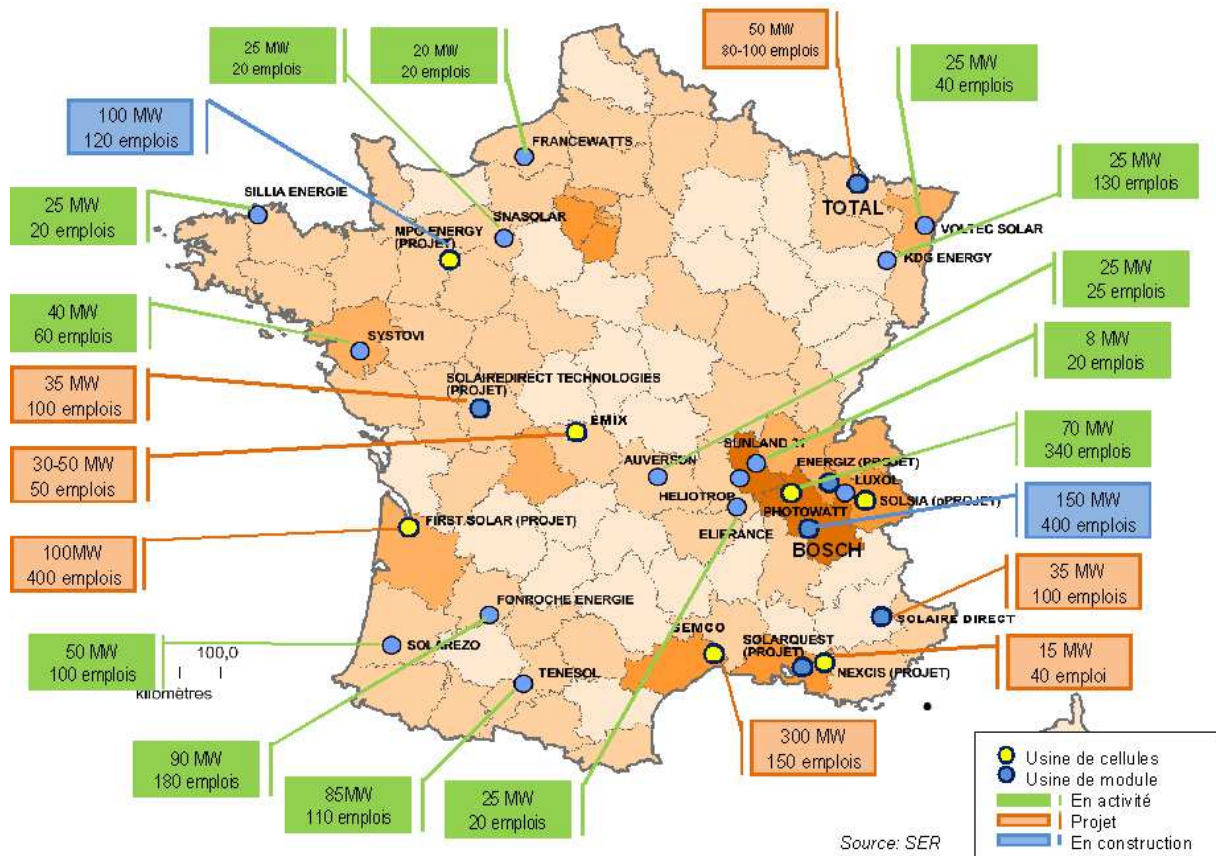 25 MW
20 emplois
20 MW
20 emplois
50 MW
80-100 emplois
25 MW
40 emplois
100 MW
120 emplois
FRANCEWATTS
25 MW
130 emplois
SILLIA ENERGIE
25 MW
20 emplois
TOTAL
SNASOLAR
MPO ENERGY
(PROJET)
VOLTEC SOLAR
KDG ENERGY
25 MW
25 emplois
40 MW
60 emplois
SYSTOVI
8 MW
20 emplois
SOLAIREDIRECT TECHNOLOGIES
(PROJET)
35 MW
100 emplois
EMIX
70 MW
340 emplois
SUNLAND 21
AUVERSUN
ENERGIZ (PROJET)
30-50 MW
50 emplois
LUXOL
HELIOTROP
SOLSIA (pPROJET)
PHOTOWATT
150 MW
400 emplois
FIRST SOLAR (PROJET)
ELIFRANCE
BOSCH
100MW
400 emplois
35 MW
100 emplois
FONROCHE ENERGIE
SOLAIRE DIRECT
SEMCO
SOLARQUEST
(PROJET)
50 MW
100 emplois
SOLAREZO
100,0
kilomètres
TENESOL
NEXCIS (PROJET)
15 MW
40 emploi
90 MW
180 emplois
300 MW
150 emplois
85MW
110 emplois
25 MW
20 emplois
Usine de cellules
Usine de module
En activité
Projet
En construction
Source: SER